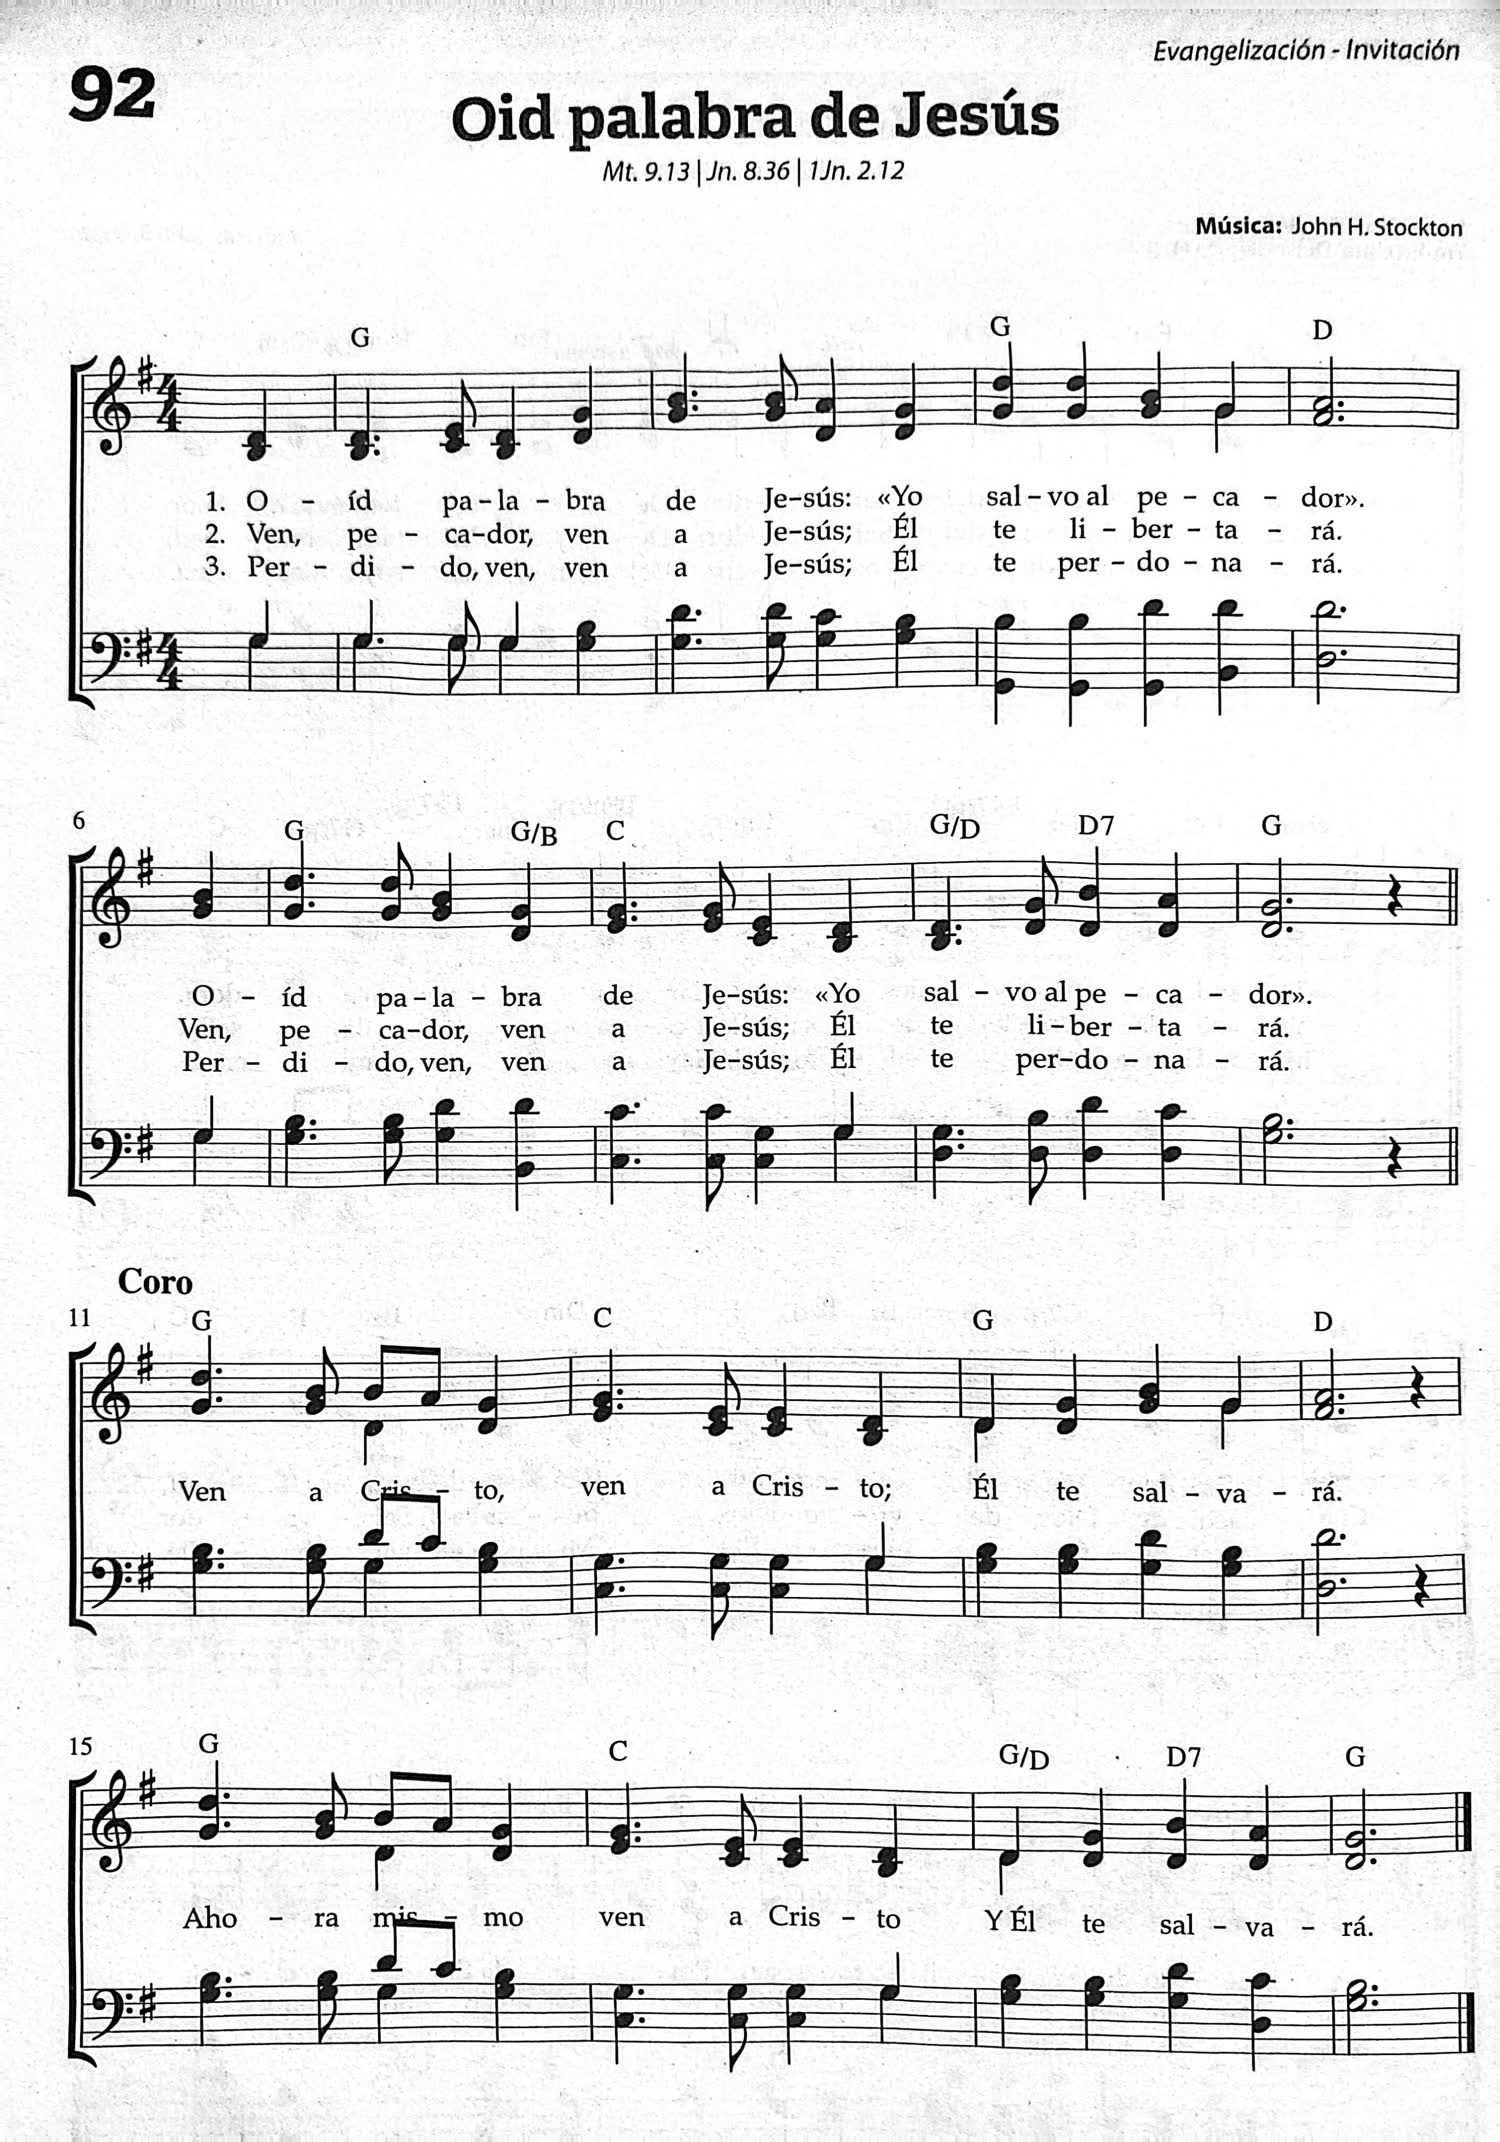 Evangelización - Invitación
92
Oid palabra de Jesús
Mt. 9.13 | Jn. 8.36 | 1Jn. 2.12
Música: John H. Stockton
G G D
1. O - íd pa-la - bra de Je-sús: «Yo sal-vo al pe - ca - dor».
2. Ven, pe - ca-dor, ven a Je-sús; Él te li - ber - ta - rá.
3. Per - di - do, ven, ven a Je-sús; Él te per - do - na - rá.
6
G G/B C G/D D7 G
O - íd pa-la - bra de Je-sús: «Yo sal - vo al pe - ca - dor».
Ven, pe - ca-dor, ven a Je-sús; Él te li-ber - ta - rá.
Per - di - do, ven, ven a Je-sús; Él te per-do - na - rá.
Coro
11
G C G D
Ven a Cris - to, ven a Cris - to; Él te sal - va - rá.
15
G C G/D D7 G
Aho - ra mis - mo ven a Cris - to Y Él te sal - va - rá.